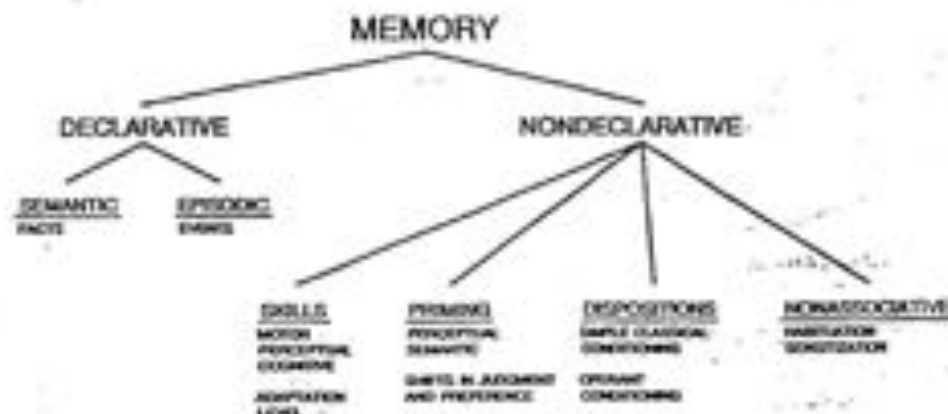 MEMORY
DECLARATIVE NONDECLARATIVE
SEMANTIC EPISODIC
FACTS EVENTS
SKILLS PRIMING DISPOSITIONS NONASSOCIATIVE
MOTOR PERCEPTUAL SIMPLE CLASSICAL HABITUATION
PERCEPTUAL SEMANTIC CONDITIONING SENSITIZATION
COGNITIVE
SHIFTS IN JUDGMENT OPERANT
ADAPTATION AND PREFERENCE CONDITIONING
LEVEL